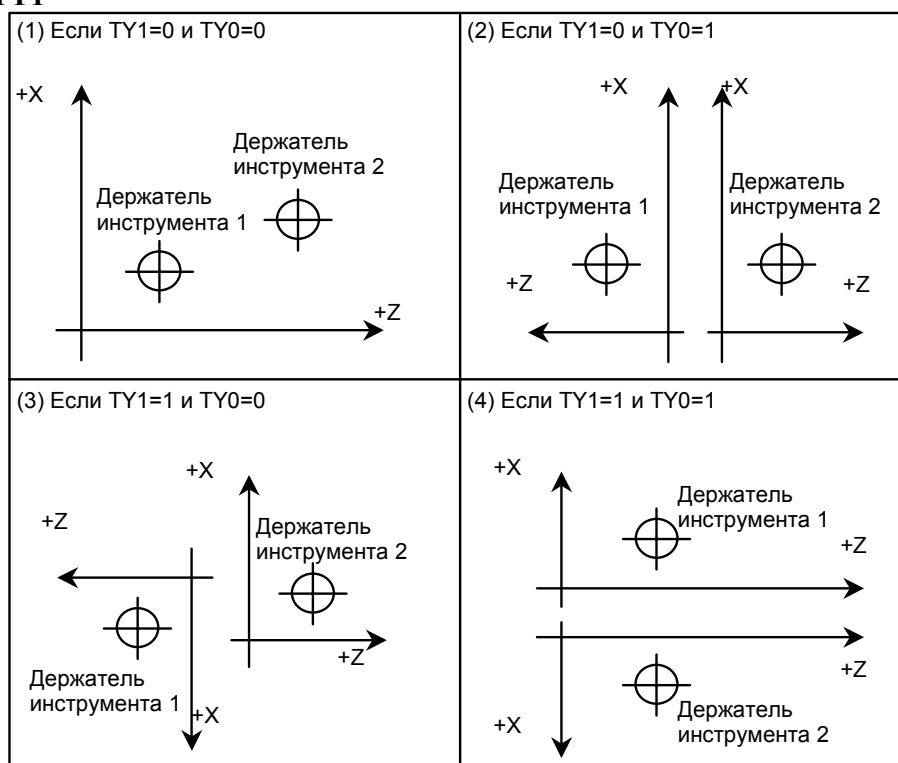 (1) Если TY1=0 и TY0=0
+X
Держатель
инструмента 2
Держатель
инструмента 1
+Z
(2) Если TY1=0 и TY0=1
+X
+X
Держатель
инструмента 1
Держатель
инструмента 2
+Z
+Z
(3) Если TY1=1 и TY0=0
+X
+Z
Держатель
инструмента 2
+Z
Держатель
инструмента 1
+X
(4) Если TY1=1 и TY0=1
+X
Держатель
инструмента 1
+Z
+Z
+X
Держатель
инструмента 2